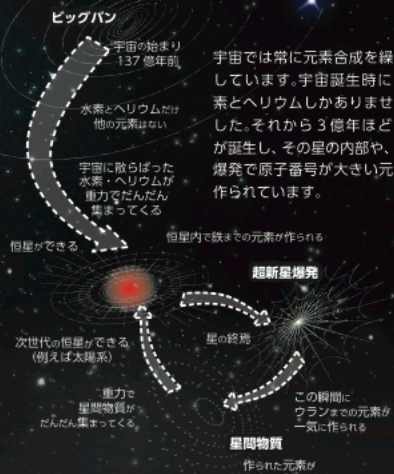 ビッグバン
宇宙の始まり
137億年前
水素とヘリウムだけ
他の元素はない
宇宙に散らばった
水素・ヘリウムが
重力でだんだん
集まってくる
恒星ができる
宇宙では常に元素合成を繰
しています。宇宙誕生時に
素とヘリウムしかありませ
した。それから3億年ほど
が誕生し、その星の内部や、
爆発で原子番号が大きい元
作られています。
恒星内で鉄までの元素が作られる
超新星爆発
星の終焉
次世代の恒星ができる
(例えば太陽系)
重力で
星間物質が
だんだん集まってくる
この瞬間に
ウランまでの元素が
一気に作られる
星間物質
作られた元素が